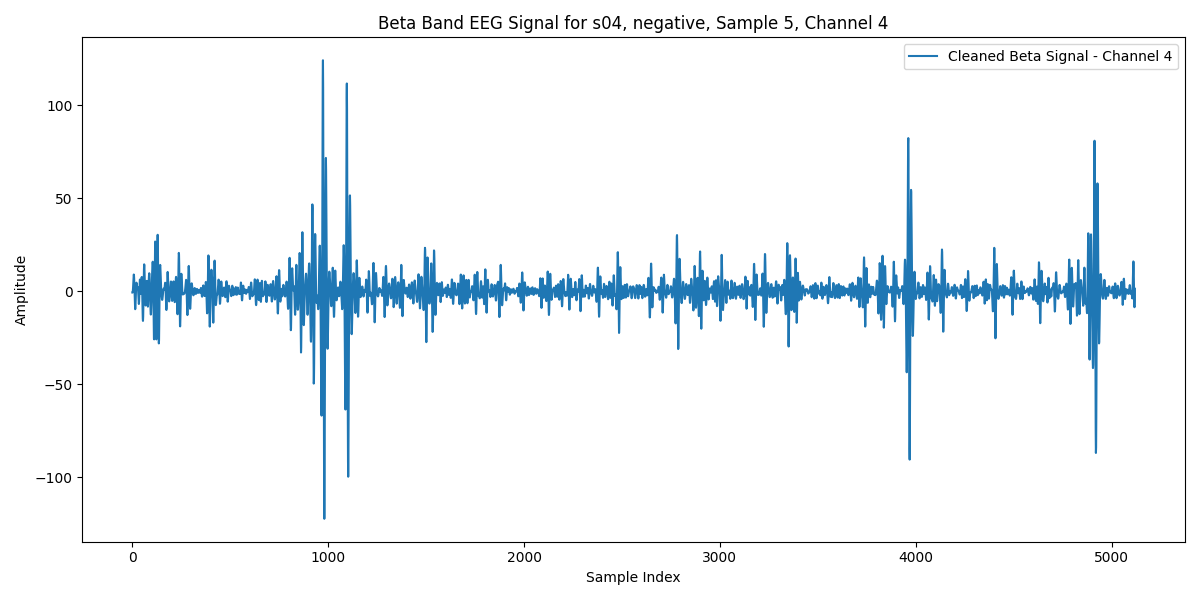 Beta Band EEG Signal for s04, negative, Sample 5, Channel 4
Cleaned Beta Signal - Channel 4
Amplitude
100
50
0
−50
−100
0 1000 2000 3000 4000 5000
Sample Index